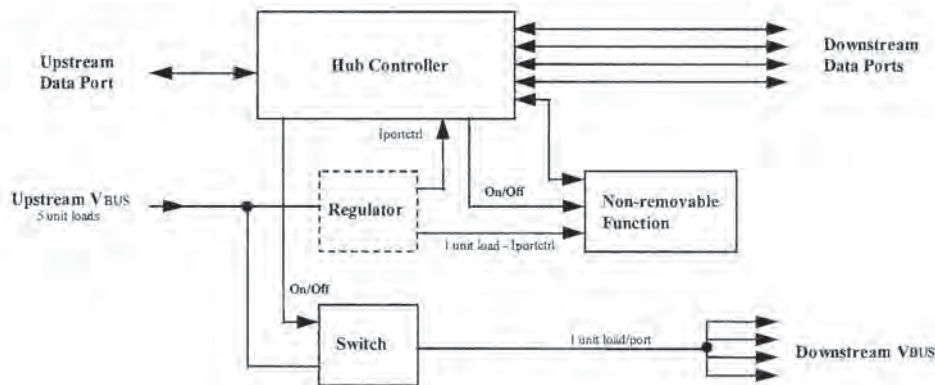 Hub Controller
Upstream
Data Port
Downstream
Data Ports
Iportctrl
Upstream VBUS
5 unit loads
Regulator
On/Off
Non-removable
Function
1 unit load - Iportctrl
On/Off
Switch
1 unit load/port
Downstream VBUS